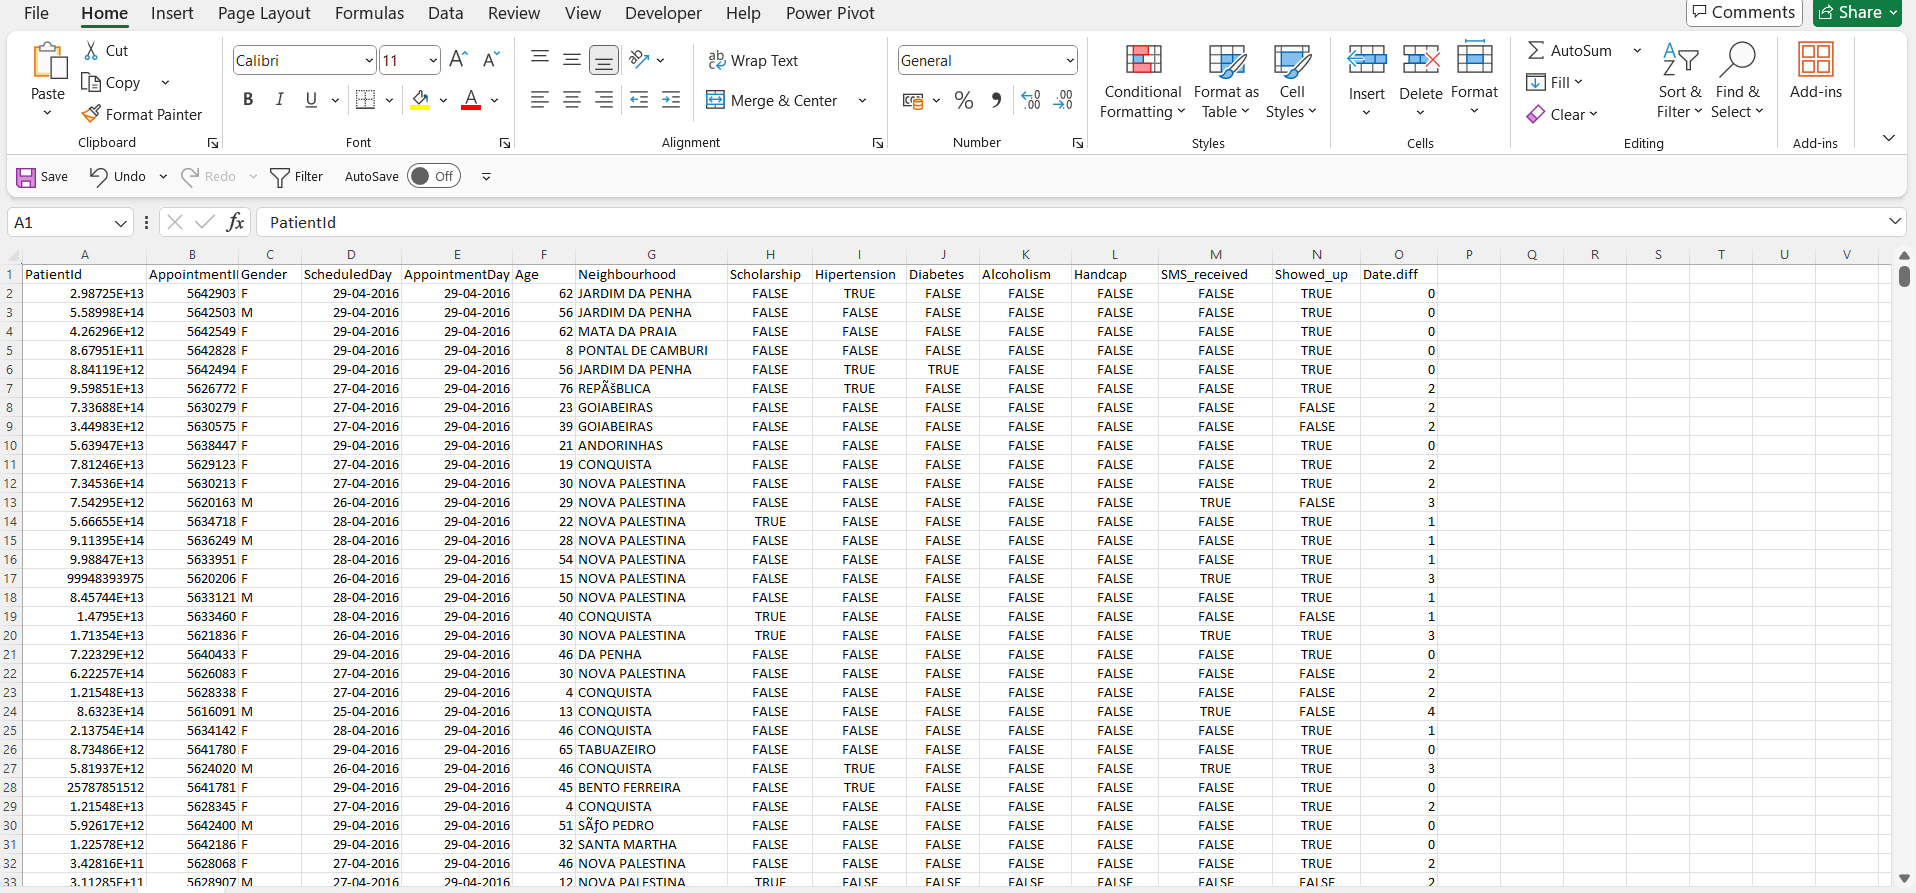 File Home Insert Page Layout Formulas Data Review View Developer Help Power Pivot Comments Share
Paste Cut Copy Format Painter Clipboard
Calibri 11 B I U Font
Wrap Text Merge & Center Alignment
General % Number
Conditional Formatting Format as Table Cell Styles Styles
Insert Delete Format Cells
AutoSum Fill Clear Sort & Filter Find & Select Editing
Add-ins Add-ins
Save Undo Redo Filter AutoSave Off
A1 fx PatientId
A B C D E F G H I J K L M N O P Q R S T U V
1 PatientId AppointmentI Gender ScheduledDay AppointmentDay Age Neighbourhood Scholarship Hipertension Diabetes Alcoholism Handcap SMS_received Showed_up Date.diff
2 2.98725E+13 5642903 F 29-04-2016 29-04-2016 62 JARDIM DA PENHA FALSE TRUE FALSE FALSE FALSE FALSE TRUE 0
3 5.58998E+14 5642503 M 29-04-2016 29-04-2016 56 JARDIM DA PENHA FALSE FALSE FALSE FALSE FALSE FALSE TRUE 0
4 4.26296E+12 5642549 F 29-04-2016 29-04-2016 62 MATA DA PRAIA FALSE FALSE FALSE FALSE FALSE FALSE TRUE 0
5 8.67951E+11 5642828 F 29-04-2016 29-04-2016 8 PONTAL DE CAMBURI FALSE FALSE FALSE FALSE FALSE FALSE TRUE 0
6 8.84119E+12 5642494 F 29-04-2016 29-04-2016 56 JARDIM DA PENHA FALSE TRUE TRUE FALSE FALSE FALSE TRUE 0
7 9.59851E+13 5626772 F 27-04-2016 29-04-2016 76 REPÃšBLICA FALSE TRUE FALSE FALSE FALSE FALSE TRUE 2
8 7.33688E+14 5630279 F 27-04-2016 29-04-2016 23 GOIABEIRAS FALSE FALSE FALSE FALSE FALSE FALSE FALSE 2
9 3.44983E+12 5630575 F 27-04-2016 29-04-2016 39 GOIABEIRAS FALSE FALSE FALSE FALSE FALSE FALSE FALSE 2
10 5.63947E+13 5638447 F 29-04-2016 29-04-2016 21 ANDORINHAS FALSE FALSE FALSE FALSE FALSE FALSE TRUE 0
11 7.81246E+13 5629123 F 27-04-2016 29-04-2016 19 CONQUISTA FALSE FALSE FALSE FALSE FALSE FALSE TRUE 2
12 7.34536E+14 5630213 F 27-04-2016 29-04-2016 30 NOVA PALESTINA FALSE FALSE FALSE FALSE FALSE FALSE TRUE 2
13 7.54295E+12 5620163 M 26-04-2016 29-04-2016 29 NOVA PALESTINA FALSE FALSE FALSE FALSE FALSE TRUE FALSE 3
14 5.66655E+14 5634718 F 28-04-2016 29-04-2016 22 NOVA PALESTINA TRUE FALSE FALSE FALSE FALSE FALSE TRUE 1
15 9.11395E+14 5636249 M 28-04-2016 29-04-2016 28 NOVA PALESTINA FALSE FALSE FALSE FALSE FALSE FALSE TRUE 1
16 9.98847E+13 5633951 F 28-04-2016 29-04-2016 54 NOVA PALESTINA FALSE FALSE FALSE FALSE FALSE FALSE TRUE 1
17 99948393975 5620206 F 26-04-2016 29-04-2016 15 NOVA PALESTINA FALSE FALSE FALSE FALSE FALSE TRUE TRUE 3
18 8.45744E+13 5633121 M 28-04-2016 29-04-2016 50 NOVA PALESTINA FALSE FALSE FALSE FALSE FALSE FALSE TRUE 1
19 1.4795E+13 5633460 F 28-04-2016 29-04-2016 40 CONQUISTA TRUE FALSE FALSE FALSE FALSE FALSE FALSE 1
20 1.71354E+13 5621836 F 26-04-2016 29-04-2016 30 NOVA PALESTINA TRUE FALSE FALSE FALSE FALSE TRUE TRUE 3
21 7.22329E+12 5640433 F 29-04-2016 29-04-2016 46 DA PENHA FALSE FALSE FALSE FALSE FALSE FALSE TRUE 0
22 6.22257E+14 5626083 F 27-04-2016 29-04-2016 30 NOVA PALESTINA FALSE FALSE FALSE FALSE FALSE FALSE FALSE 2
23 1.21548E+13 5628338 F 27-04-2016 29-04-2016 4 CONQUISTA FALSE FALSE FALSE FALSE FALSE FALSE FALSE 2
24 8.6323E+14 5616091 M 25-04-2016 29-04-2016 13 CONQUISTA FALSE FALSE FALSE FALSE FALSE TRUE FALSE 4
25 2.13754E+14 5634142 F 28-04-2016 29-04-2016 46 CONQUISTA FALSE FALSE FALSE FALSE FALSE FALSE TRUE 1
26 8.73486E+12 5641780 F 29-04-2016 29-04-2016 65 TABUAZEIRO FALSE FALSE FALSE FALSE FALSE FALSE TRUE 0
27 5.81937E+12 5624020 M 26-04-2016 29-04-2016 46 CONQUISTA FALSE TRUE FALSE FALSE FALSE TRUE TRUE 3
28 25787851512 5641781 F 29-04-2016 29-04-2016 45 BENTO FERREIRA FALSE TRUE FALSE FALSE FALSE FALSE TRUE 0
29 1.21548E+13 5628345 F 27-04-2016 29-04-2016 4 CONQUISTA FALSE FALSE FALSE FALSE FALSE FALSE TRUE 2
30 5.92617E+12 5642400 M 29-04-2016 29-04-2016 51 SÃƒO PEDRO FALSE FALSE FALSE FALSE FALSE FALSE TRUE 0
31 1.22578E+12 5642186 F 29-04-2016 29-04-2016 32 SANTA MARTHA FALSE FALSE FALSE FALSE FALSE FALSE TRUE 0
32 3.42816E+11 5628068 F 27-04-2016 29-04-2016 46 NOVA PALESTINA FALSE FALSE FALSE FALSE FALSE FALSE TRUE 2
33 3.11285E+11 5628907 M 27-04-2016 29-04-2016 12 NOVA PALESTINA TRUE FALSE FALSE FALSE FALSE FALSE FALSE 2